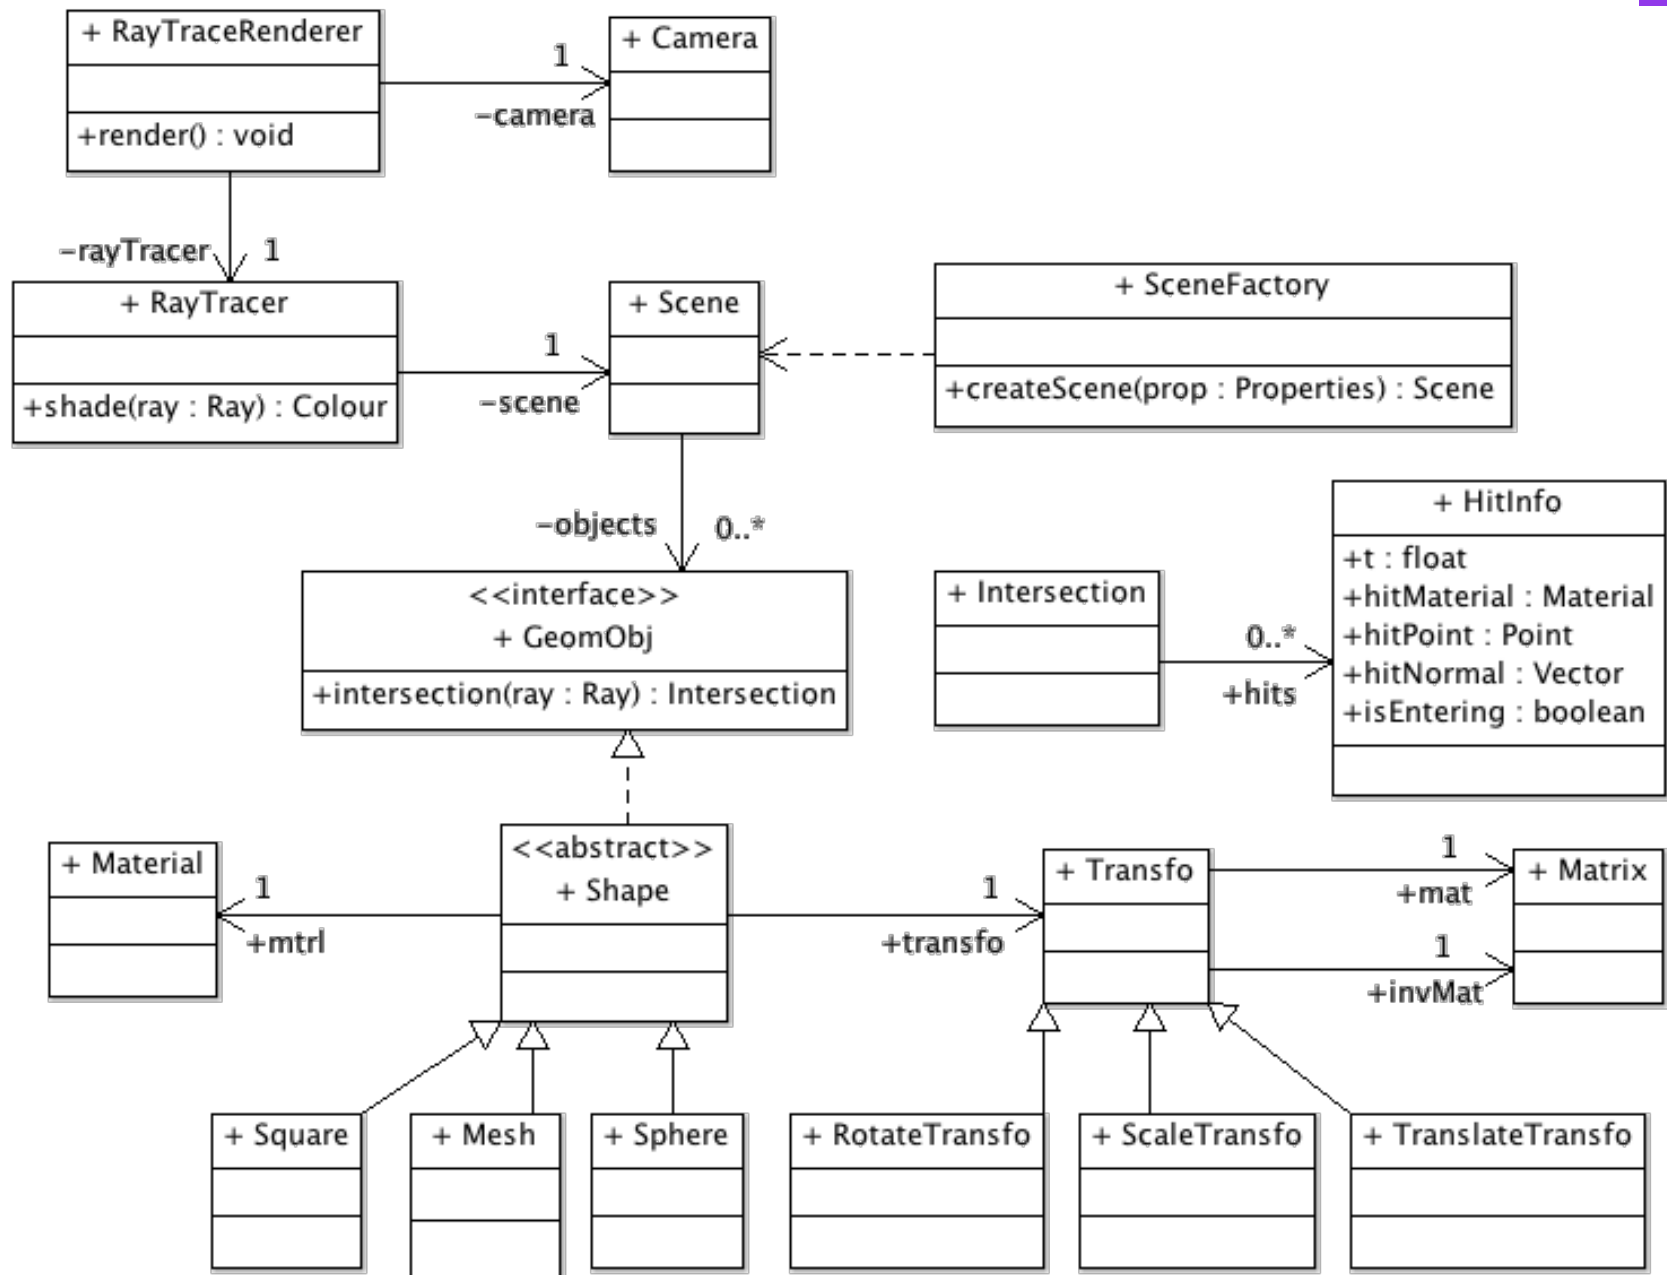 + RayTraceRenderer
+render() : void
1
-camera
+ Camera
-rayTracer
1
+ RayTracer
+shade(ray : Ray) : Colour
1
-scene
+ Scene
+ SceneFactory
+createScene(prop : Properties) : Scene
-objects
0..*
<<interface>>
+ GeomObj
+intersection(ray : Ray) : Intersection
+ Intersection
0..*
+hits
+ HitInfo
+t : float
+hitMaterial : Material
+hitPoint : Point
+hitNormal : Vector
+isEntering : boolean
+ Material
1
+mtrl
<<abstract>>
+ Shape
1
+transfo
+ Transfo
1
+mat
1
+invMat
+ Matrix
+ Square
+ Mesh
+ Sphere
+ RotateTransfo
+ ScaleTransfo
+ TranslateTransfo